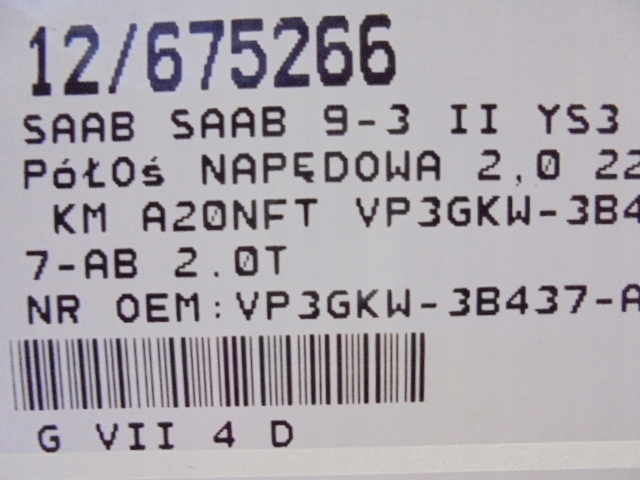 12/675266
SAAB SAAB 9-3 II YS3
PóŁOś NAPĘDOWA 2,0 22
KM A20NFT VP3GKW-3B4
7-AB 2.0T
NR OEM:VP3GKW-3B437-A
G VII 4 D